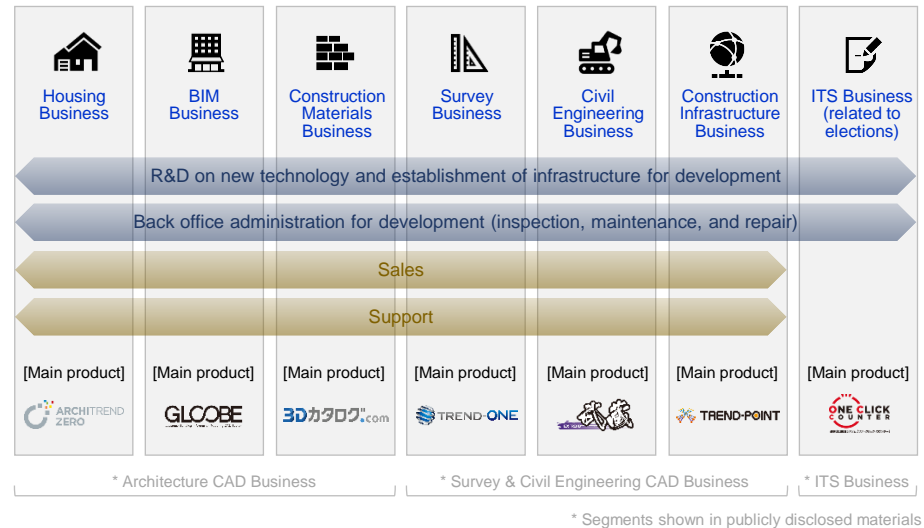 Housing
Business
BIM
Business
Construction
Materials
Business
Survey
Business
Civil
Engineering
Business
Construction
Infrastructure
Business
ITS Business
(related to
elections)
R&D on new technology and establishment of infrastructure for development
Back office administration for development (inspection, maintenance, and repair)
Sales
Support
[Main product]
[Main product]
[Main product]
[Main product]
[Main product]
[Main product]
[Main product]
ARCHITREND
ZERO
GLOOBE
3Dカタログ.com
TREND-ONE
武蔵
TREND-POINT
ONE CLICK
COUNTER
* Architecture CAD Business
* Survey & Civil Engineering CAD Business
* ITS Business
* Segments shown in publicly disclosed materials